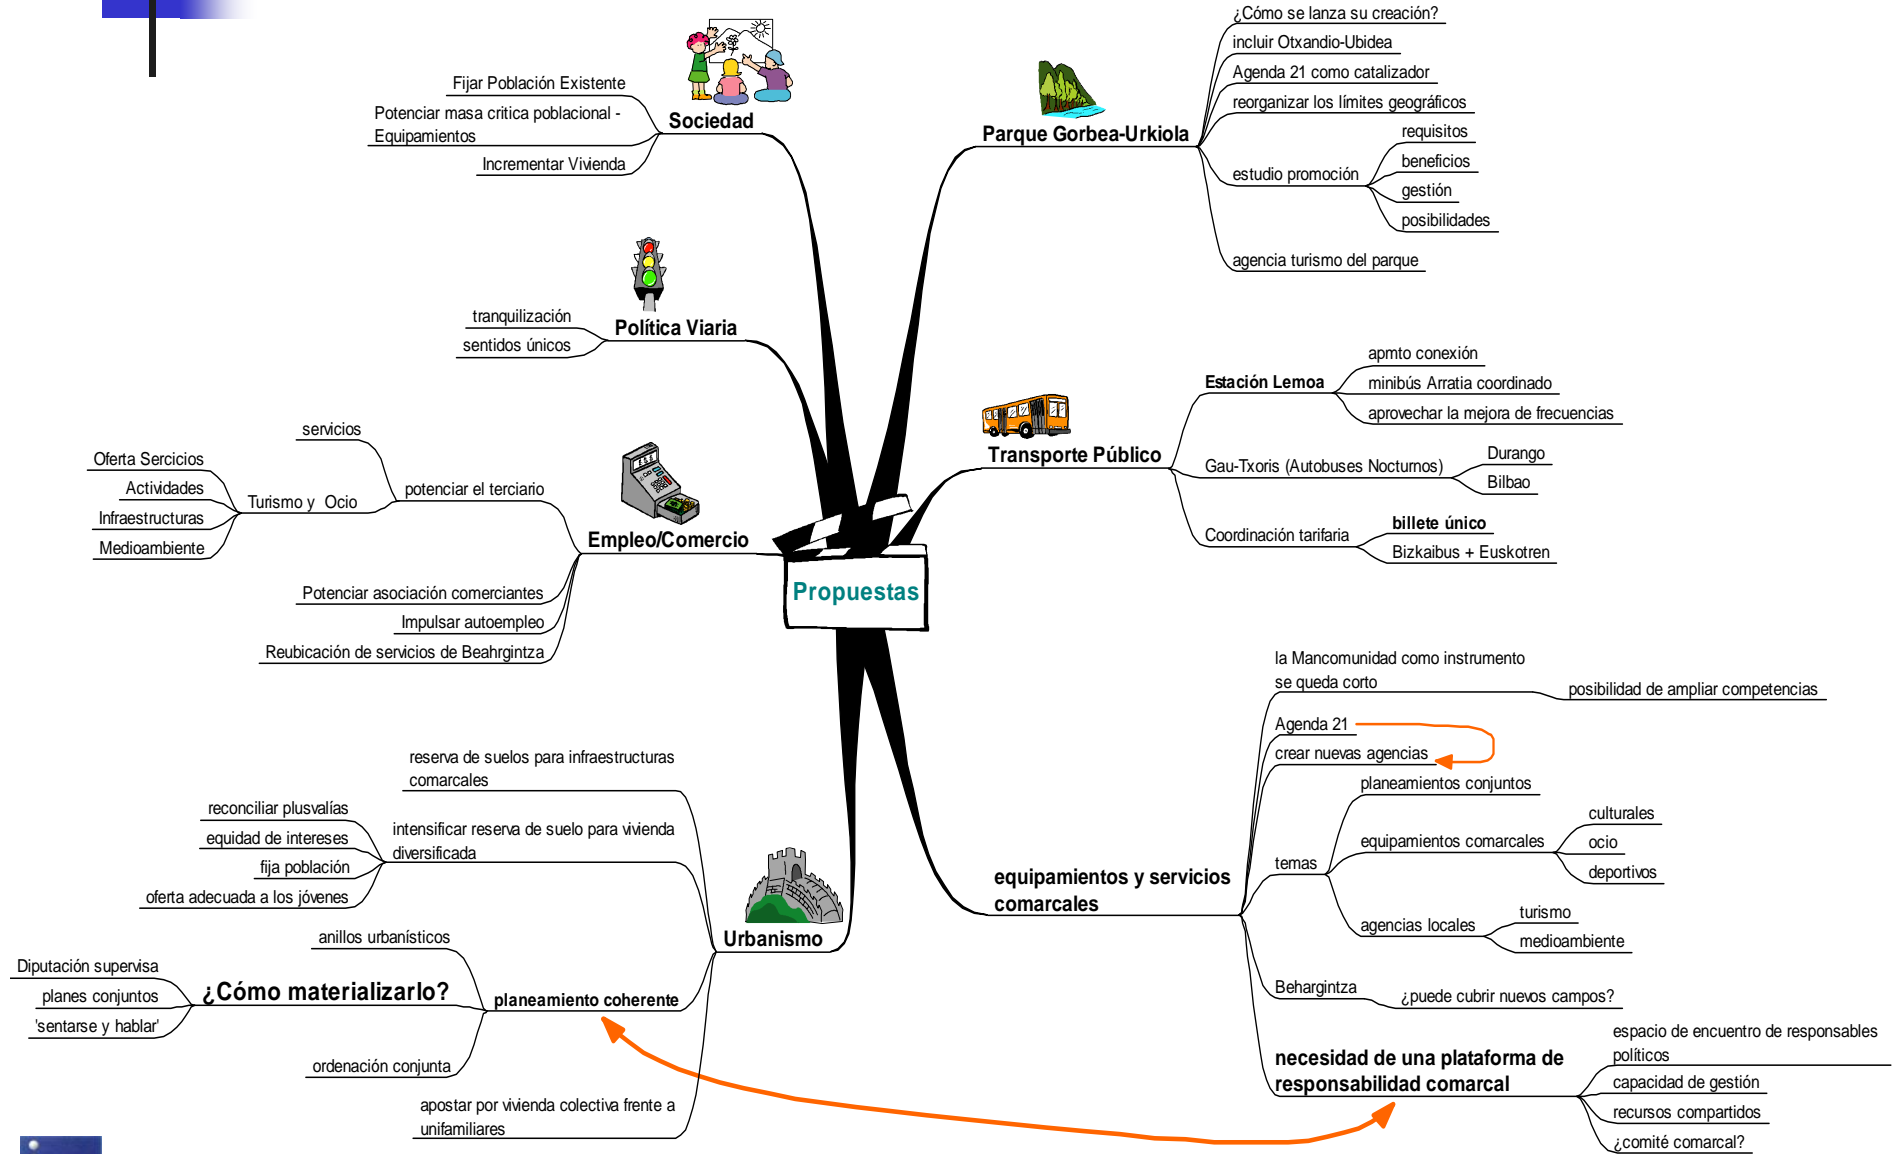 Propuestas
Sociedad
Fijar Población Existente
Potenciar masa critica poblacional -
Equipamientos
Incrementar Vivienda
Política Viaria
tranquilización
sentidos únicos
Empleo/Comercio
potenciar el terciario
servicios
Turismo y  Ocio
Oferta Sercicios
Actividades
Infraestructuras
Medioambiente
Potenciar asociación comerciantes
Impulsar autoempleo
Reubicación de servicios de Beahrgintza
Urbanismo
reserva de suelos para infraestructuras
comarcales
intensificar reserva de suelo para vivienda
diversificada
reconciliar plusvalías
equidad de intereses
fija población
oferta adecuada a los jóvenes
planeamiento coherente
anillos urbanísticos
¿Cómo materializarlo?
Diputación supervisa
planes conjuntos
'sentarse y hablar'
ordenación conjunta
apostar por vivienda colectiva frente a
unifamiliares
Parque Gorbea-Urkiola
¿Cómo se lanza su creación?
incluir Otxandio-Ubidea
Agenda 21 como catalizador
reorganizar los límites geográficos
estudio promoción
requisitos
beneficios
gestión
posibilidades
agencia turismo del parque
Transporte Público
Estación Lemoa
apmto conexión
minibús Arratia coordinado
aprovechar la mejora de frecuencias
Gau-Txoris (Autobuses Nocturnos)
Durango
Bilbao
Coordinación tarifaria
billete único
Bizkaibus + Euskotren
equipamientos y servicios
comarcales
la Mancomunidad como instrumento
se queda corto
posibilidad de ampliar competencias
Agenda 21
crear nuevas agencias
temas
planeamientos conjuntos
equipamientos comarcales
culturales
ocio
deportivos
agencias locales
turismo
medioambiente
Behargintza
¿puede cubrir nuevos campos?
necesidad de una plataforma de
responsabilidad comarcal
espacio de encuentro de responsables
políticos
capacidad de gestión
recursos compartidos
¿comité comarcal?